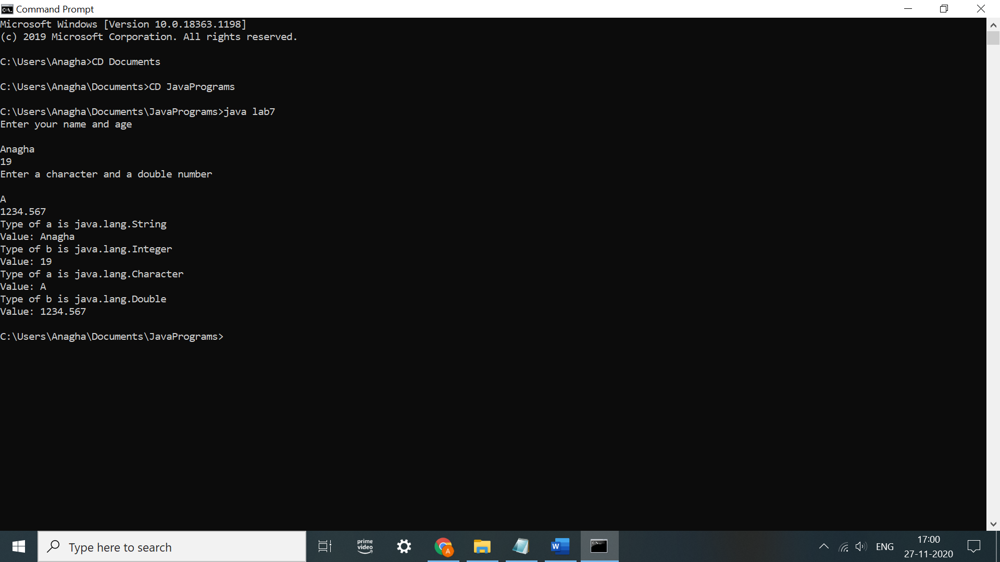 Command Prompt
Microsoft Windows [Version 10.0.18363.1198]
(c) 2019 Microsoft Corporation. All rights reserved.
C:\Users\Anagha>CD Documents
C:\Users\Anagha\Documents>CD JavaPrograms
C:\Users\Anagha\Documents\JavaPrograms>java lab7
Enter your name and age
Anagha
19
Enter a character and a double number
A
1234.567
Type of a is java.lang.String
Value: Anagha
Type of b is java.lang.Integer
Value: 19
Type of a is java.lang.Character
Value: A
Type of b is java.lang.Double
Value: 1234.567
C:\Users\Anagha\Documents\JavaPrograms>
Type here to search
prime
video
A
W
ENG
17:00
27-11-2020